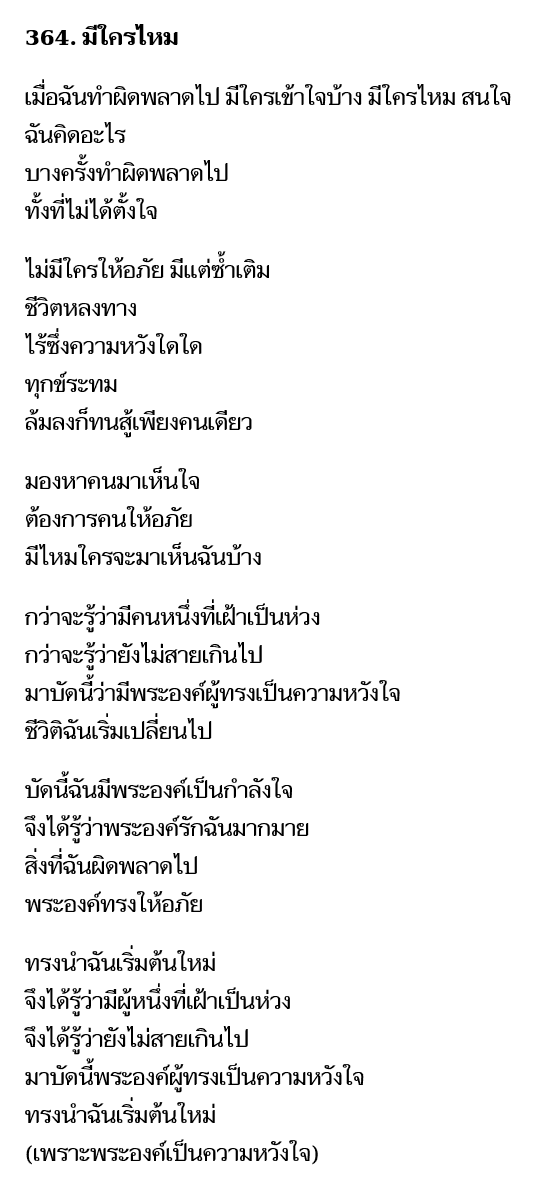 364. มีใครไหม
เมื่อฉันทำผิดพลาดไป มีใครเข้าใจบ้าง มีใครไหม สนใจ
ฉันคิดอะไร
บางครั้งทำผิดพลาดไป
ทั้งที่ไม่ได้ตั้งใจ
ไม่มีใครให้อภัย มีแต่ซ้ำเติม
ชีวิตหลงทาง
ไร้ซึ่งความหวังใดใด
ทุกข์ระทม
ล้มลงก็ทนสู้เพียงคนเดียว
มองหาคนมาเห็นใจ
ต้องการคนให้อภัย
มีไหมใครจะมาเห็นฉันบ้าง
กว่าจะรู้ว่ามีคนหนึ่งที่เฝ้าเป็นห่วง
กว่าจะรู้ว่ายังไม่สายเกินไป
มาบัดนี้ว่ามีพระองค์ผู้ทรงเป็นความหวังใจ
ชีวิติฉันเริ่มเปลี่ยนไป
บัดนี้ฉันมีพระองค์เป็นกำลังใจ
จึงได้รู้ว่าพระองค์รักฉันมากมาย
สิ่งที่ฉันผิดพลาดไป
พระองค์ทรงให้อภัย
ทรงนำฉันเริ่มต้นใหม่
จึงได้รู้ว่ามีผู้หนึ่งที่เฝ้าเป็นห่วง
จึงได้รู้ว่ายังไม่สายเกินไป
มาบัดนี้พระองค์ผู้ทรงเป็นความหวังใจ
ทรงนำฉันเริ่มต้นใหม่
(เพราะพระองค์เป็นความหวังใจ)